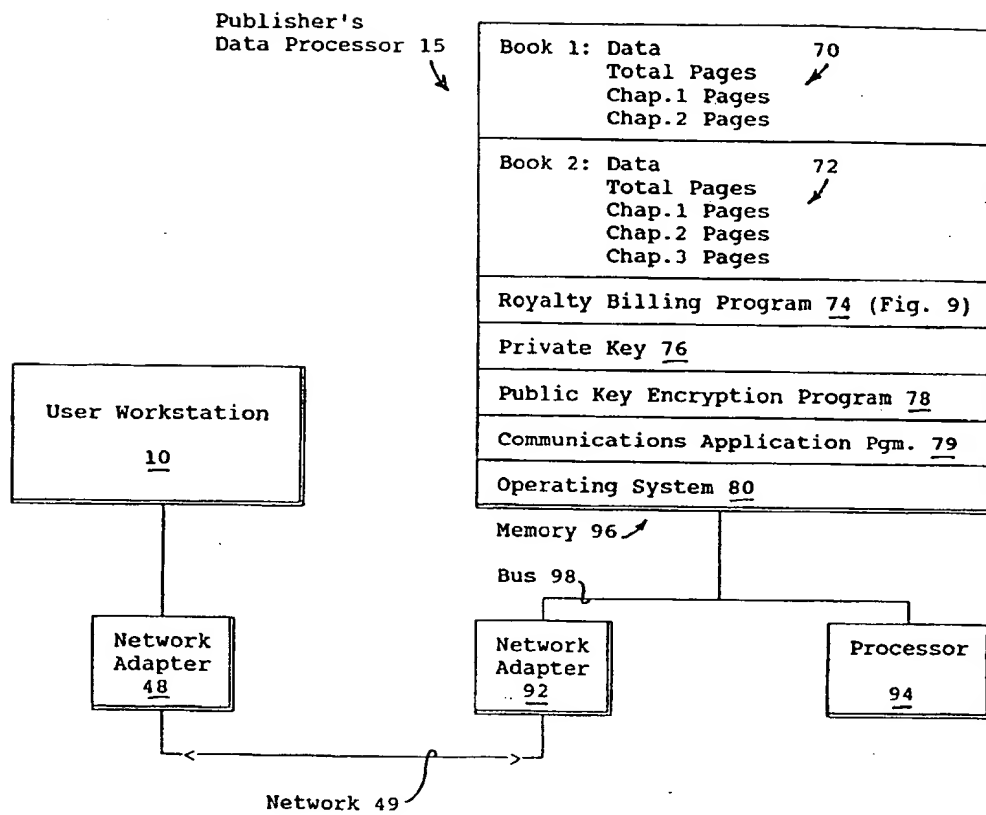 Publisher's
Data Processor 15
Book 1: Data 70
Total Pages
Chap.1 Pages
Chap.2 Pages
Book 2: Data 72
Total Pages
Chap.1 Pages
Chap.2 Pages
Chap.3 Pages
Royalty Billing Program 74 (Fig. 9)
Private Key 76
Public Key Encryption Program 78
Communications Application Pgm. 79
Operating System 80
Memory 96
Bus 98
User Workstation
10
Network
Adapter
48
Network
Adapter
92
Processor
94
Network 49